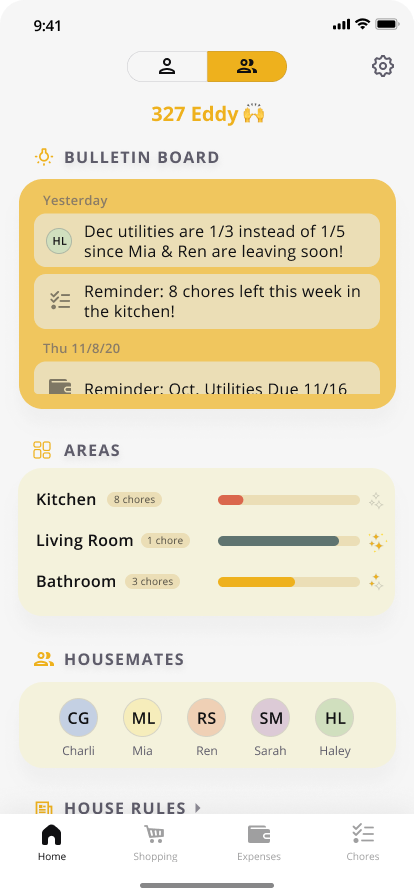 9:41
327 Eddy 🙌
BULLETIN BOARD
Yesterday
HL
Dec utilities are 1/3 instead of 1/5
since Mia & Ren are leaving soon!
Reminder: 8 chores left this week in
the kitchen!
Thu 11/8/20
Reminder: Oct. Utilities Due 11/16
AREAS
Kitchen 8 chores
Living Room 1 chore
Bathroom 3 chores
HOUSEMATES
CG ML RS SM HL
Charli Mia Ren Sarah Haley
HOUSE RULES
Home Shopping Expenses Chores